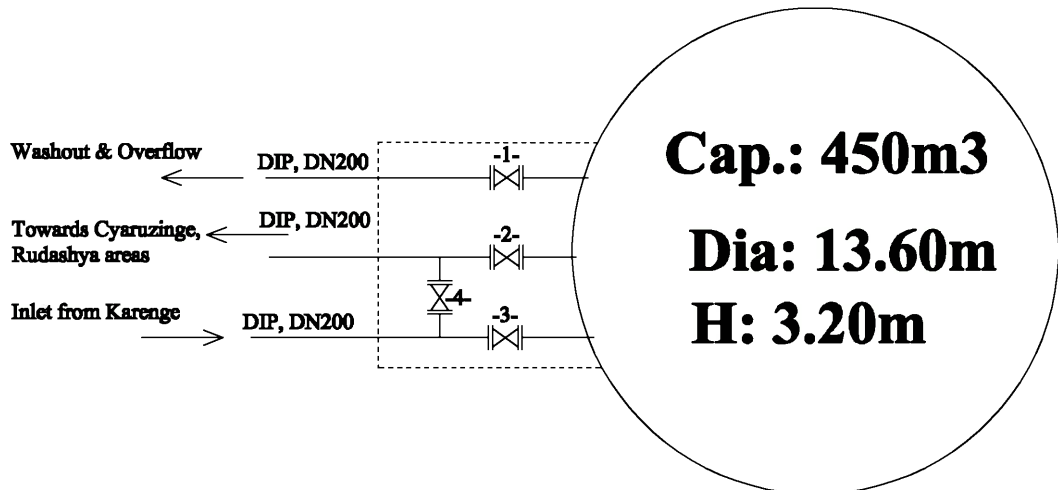 Washout & Overflow
DIP, DN200
-1-
Towards Cyaruzinge,
Rudashya areas
DIP, DN200
-2-
-4-
Inlet from Karenge
DIP, DN200
-3-
Cap.: 450m3
Dia: 13.60m
H: 3.20m